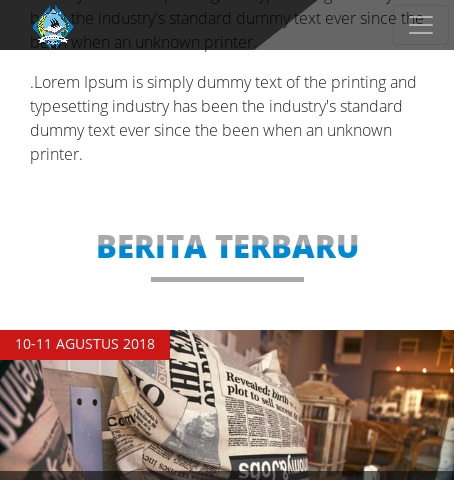 the industry's standard dummy text ever since the
been when an unknown printer.
.Lorem Ipsum is simply dummy text of the printing and
typesetting industry has been the industry's standard
dummy text ever since the been when an unknown
printer.
BERITA TERBARU
10-11 AGUSTUS 2018
THE E
Revealed: birth
plot to sell